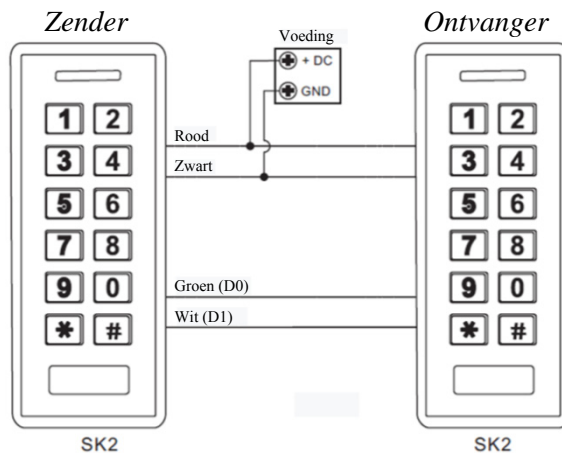 Zender
Ontvanger
Voeding
+ DC
GND
Rood
Zwart
Groen (D0)
Wit (D1)
1 2
3 4
5 6
7 8
9 0
* #
1 2
3 4
5 6
7 8
9 0
* #
SK2
SK2